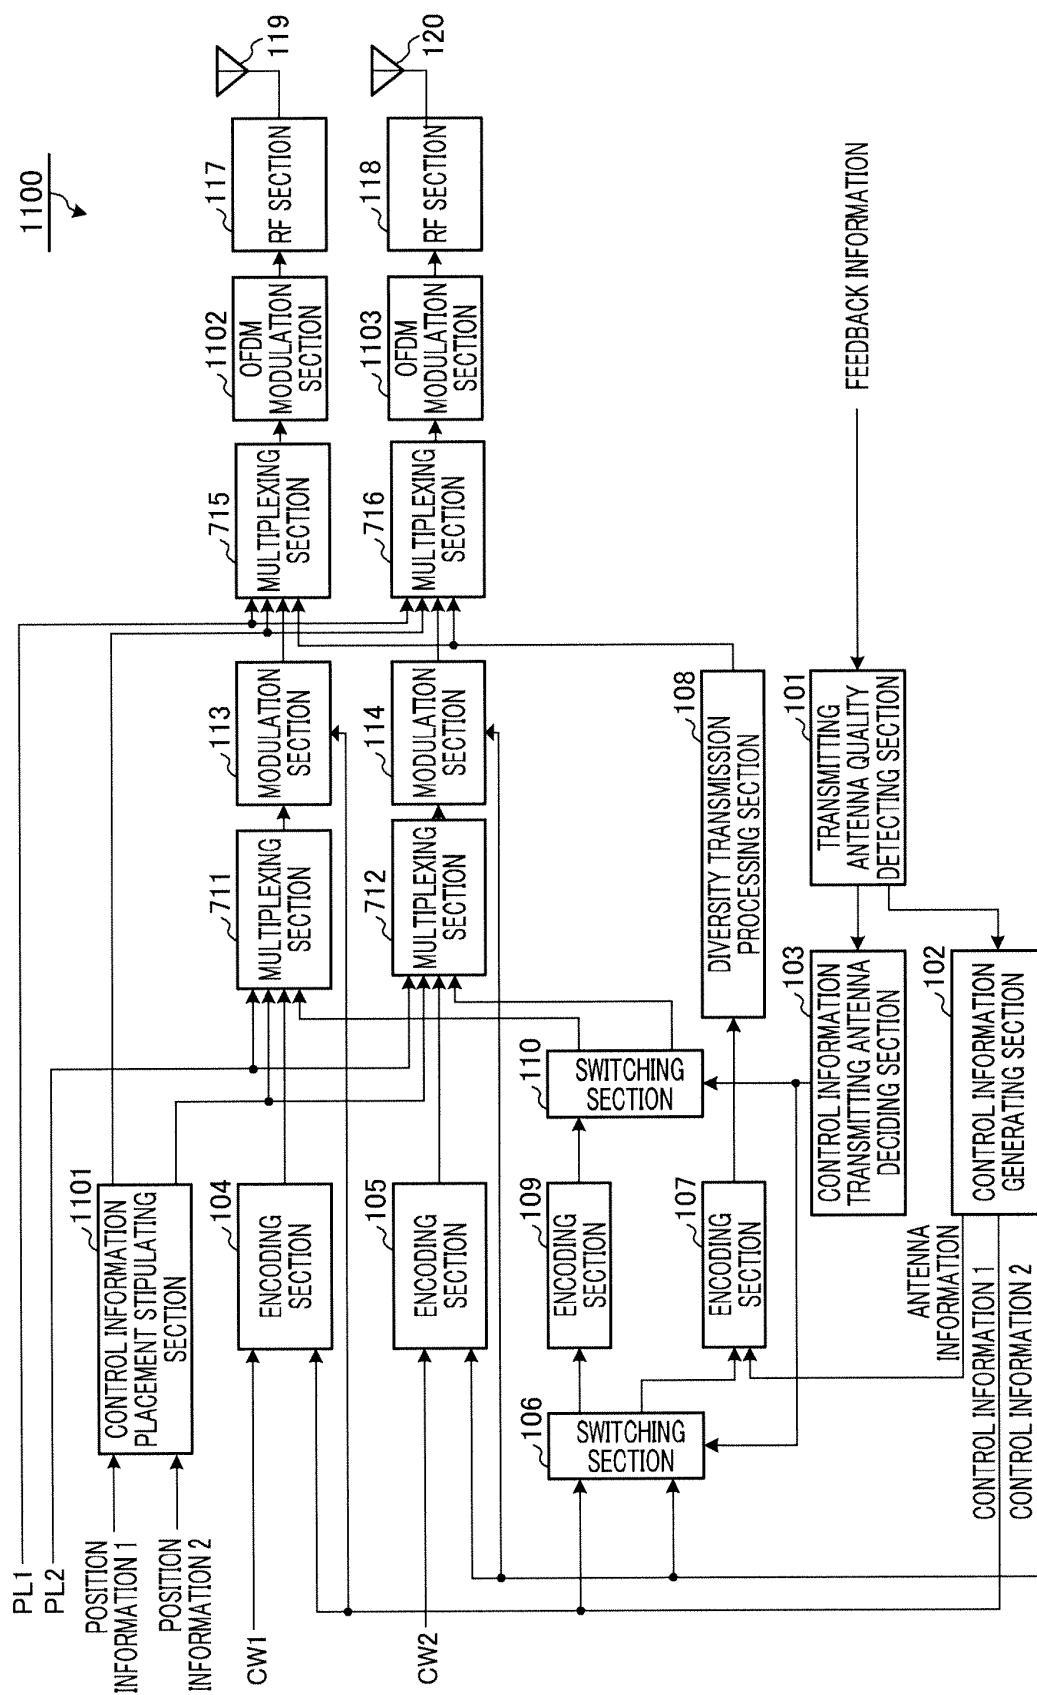 1100
PL1
PL2
POSITION
INFORMATION 1
POSITION
INFORMATION 2
1101
CONTROL INFORMATION
PLACEMENT STIPULATING
SECTION
CW1
104
ENCODING
SECTION
711
MULTIPLEXING
SECTION
113
MODULATION
SECTION
715
MULTIPLEXING
SECTION
1102
OFDM
MODULATION
SECTION
117
RF SECTION
119
CW2
105
ENCODING
SECTION
712
MULTIPLEXING
SECTION
114
MODULATION
SECTION
716
MULTIPLEXING
SECTION
1103
OFDM
MODULATION
SECTION
118
RF SECTION
120
106
SWITCHING
SECTION
109
ENCODING
SECTION
110
SWITCHING
SECTION
107
ENCODING
SECTION
108
DIVERSITY TRANSMISSION
PROCESSING SECTION
103
CONTROL INFORMATION
TRANSMITTING ANTENNA
DECIDING SECTION
101
TRANSMITTING
ANTENNA QUALITY
DETECTING SECTION
FEEDBACK INFORMATION
102
CONTROL INFORMATION
GENERATING SECTION
ANTENNA
INFORMATION
CONTROL INFORMATION 1
CONTROL INFORMATION 2